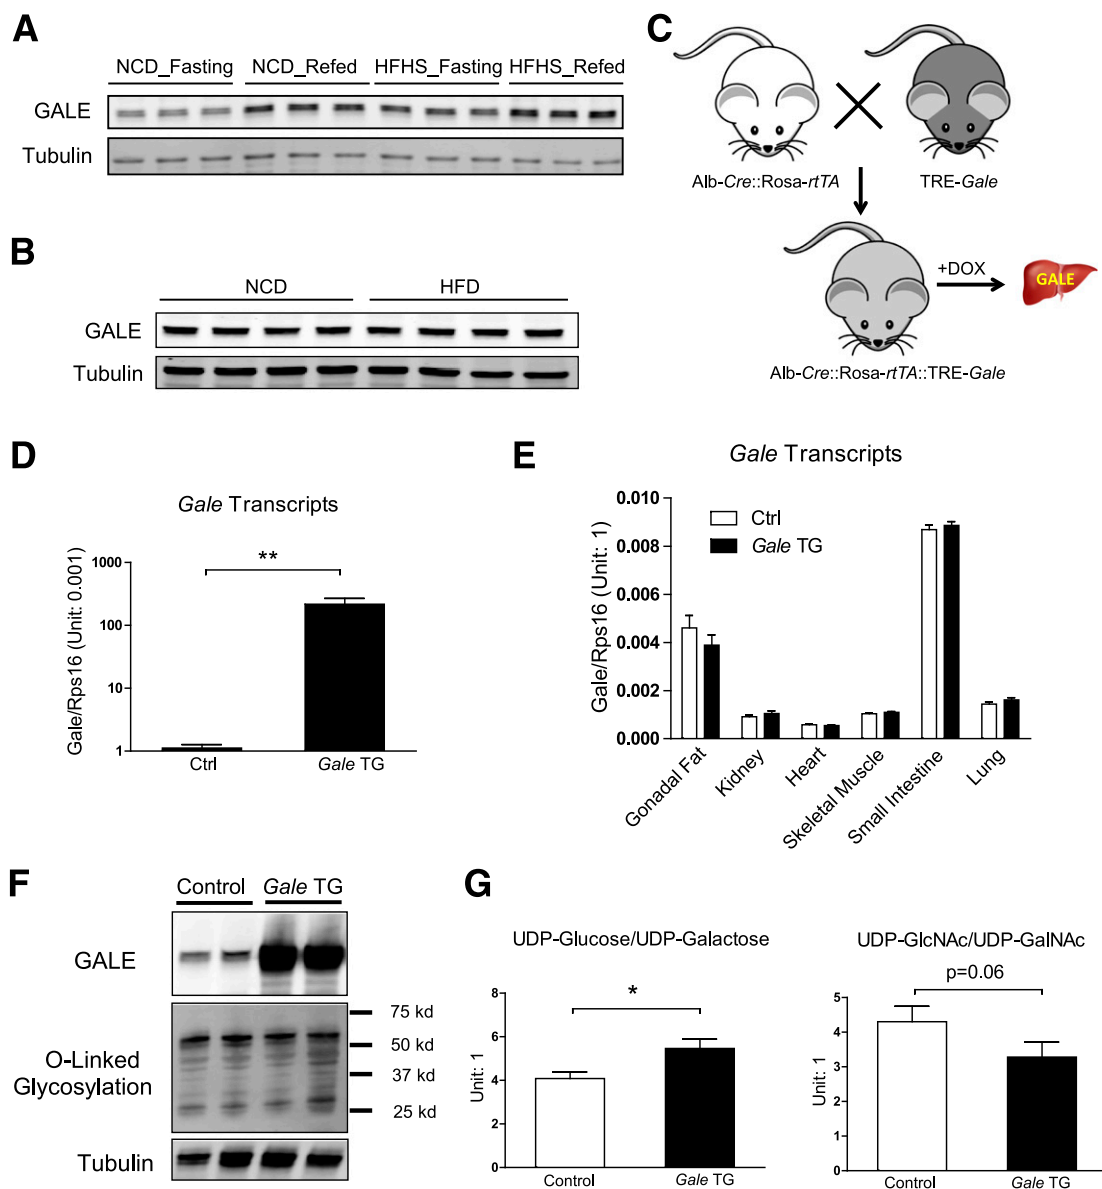 A
NCD_Fasting NCD_Refed HFHS_Fasting HFHS_Refed
GALE
Tubulin
B
NCD HFD
GALE
Tubulin
C
Alb-Cre::Rosa-rtTA TRE-Gale
+DOX
GALE
Alb-Cre::Rosa-rtTA::TRE-Gale
D
Gale Transcripts
Gale/Rps16 (Unit: 0.001)
1000
100
10
1
Ctrl Gale TG
**
E
Gale Transcripts
Gale/Rps16 (Unit: 1)
0.010
0.008
0.006
0.004
0.002
0.000
Ctrl
Gale TG
Gonadal Fat
Kidney
Heart
Skeletal Muscle
Small Intestine
Lung
F
Control Gale TG
GALE
O-Linked
Glycosylation
75 kd
50 kd
37 kd
25 kd
Tubulin
G
UDP-Glucose/UDP-Galactose
*
Unit: 1
8
6
4
2
0
Control Gale TG
UDP-GlcNAc/UDP-GalNAc
p=0.06
Unit: 1
5
4
3
2
1
0
Control Gale TG